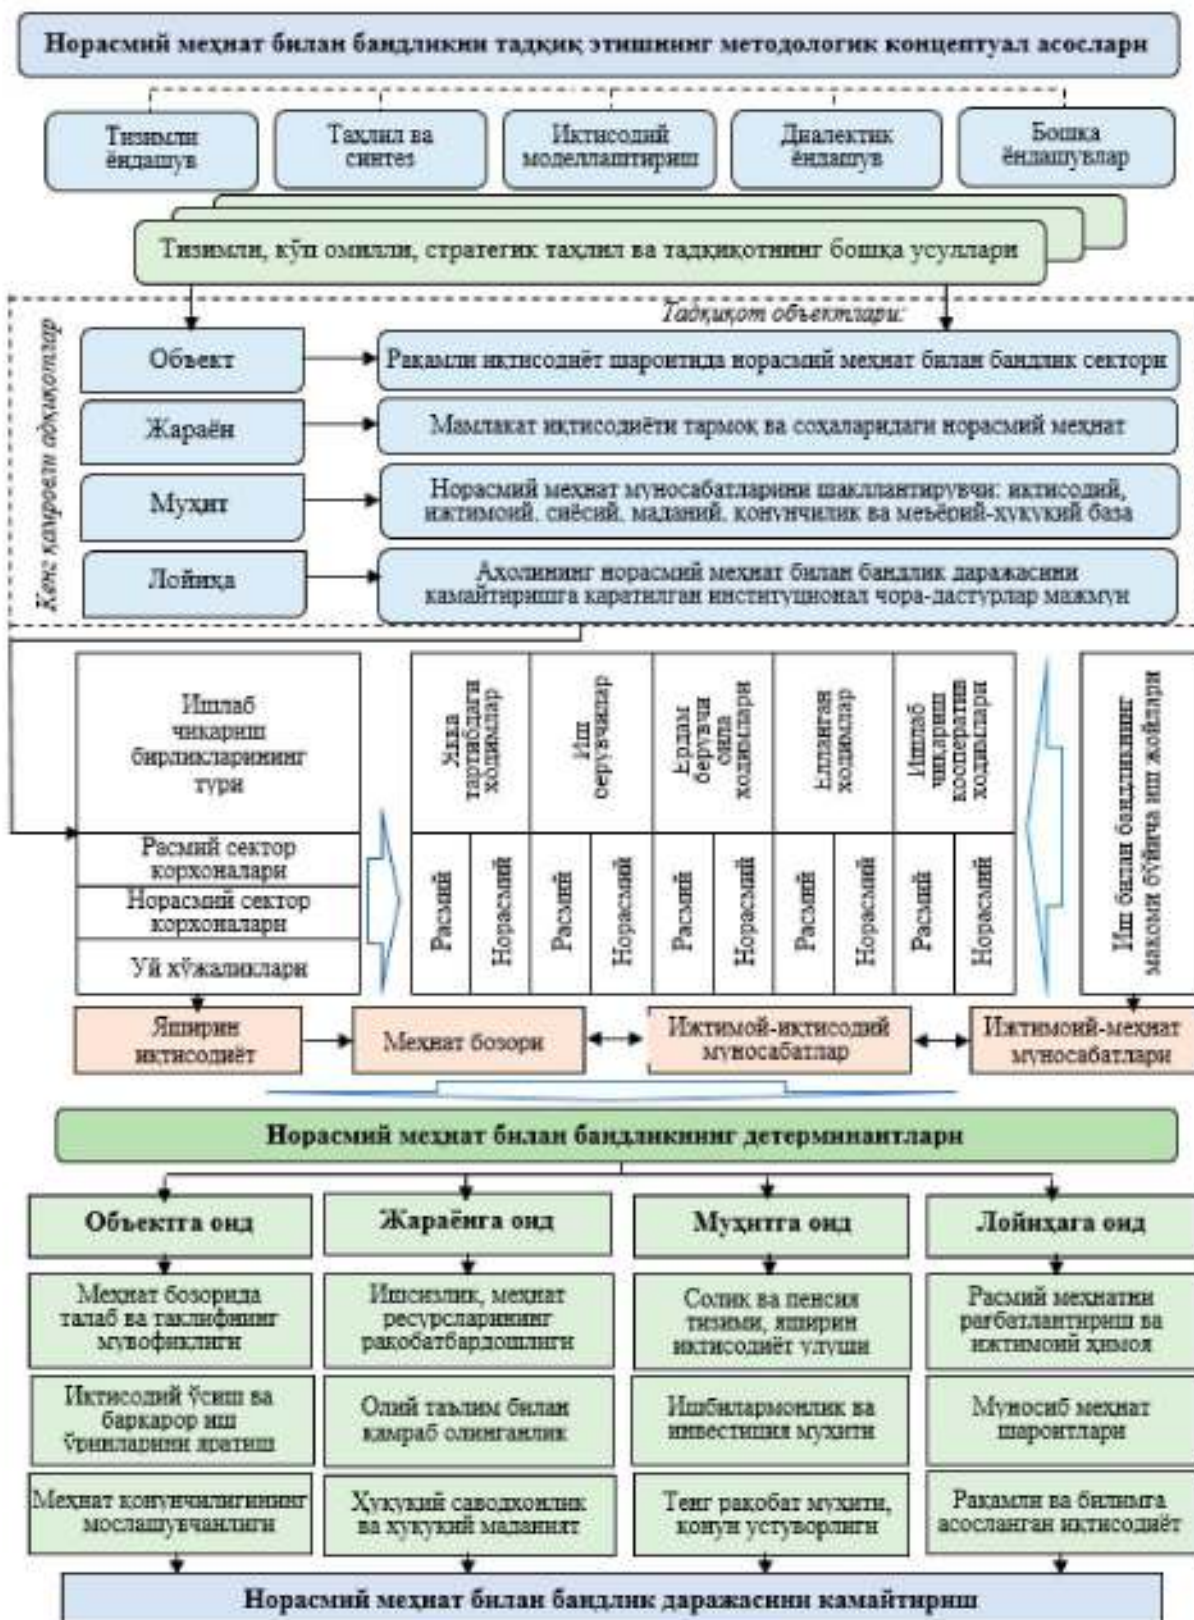 Норасмий меҳнат билан бандликни тадқиқ этишнинг методологик концептуал асослари
Тизимли
ёндашув
Таҳлил ва
синтез
Иқтисодий
моделлаштириш
Диалектик
ёндашув
Бошқа
ёндашувлар
Тизимли, кўп омилли, стратегик таҳлил ва тадқиқотнинг бошқа усуллари
Кенг қамровли адқиқотлар
Тадқиқот объектлари:
Объект
Рақамли иқтисодиёт шароитида норасмий меҳнат билан бандлик сектори
Жараён
Мамлакат иқтисодиёти тармоқ ва соҳаларидаги норасмий меҳнат
Муҳит
Норасмий меҳнат муносабатларини шакллантирувчи: иқтисодий,
ижтимоий, сиёсий, маданий, қонунчилик ва меъёрий-ҳуқуқий база
Лойиҳа
Аҳолининг норасмий меҳнат билан бандлик даражасини
камайтиришга қаратилган институционал чора-дастурлар мажмуи
Ишлаб
чиқариш
бирликларининг
тури
Расмий сектор
корхоналари
Норасмий сектор
корхоналари
Уй хўжаликлари
Якка
тартибдаги
ходимлар
Иш
берувчилар
Ёрдам
берувчи
оила
ходимлари
Ёлланган
ходимлар
Ишлаб
чиқариш
кооператив
ходимлари
Расмий
Норасмий
Расмий
Норасмий
Расмий
Норасмий
Расмий
Норасмий
Расмий
Норасмий
Иш билан бандликнинг
мақоми бўйича иш жойлари
Яширин
иқтисодиёт
Меҳнат бозори
Ижтимой-иқтисодий
муносабатлар
Ижтимоий-меҳнат
муносабатлари
Норасмий меҳнат билан бандликнинг детерминантлари
Объектга оид
Жараёнга оид
Муҳитга оид
Лойиҳага оид
Меҳнат бозорида
талаб ва таклифнинг
мувофиқлиги
Ишсизлик, меҳнат
ресурсларининг
рақобатбардошлиги
Солиқ ва пенсия
тизими, яширин
иқтисодиёт улуши
Расмий меҳнатни
рағбатлантириш ва
ижтимоий ҳимоя
Иқтисодий ўсиш ва
барқарор иш
ўринларини яратиш
Олий таълим билан
қамраб олинганлик
Ишбилармонлик ва
инвестиция муҳити
Муносиб меҳнат
шароитлари
Меҳнат қонунчилигининг
мослашувчанлиги
Ҳуқуқий саводхонлик
ва ҳуқуқий маданият
Тенг рақобат муҳити,
қонун устуворлиги
Рақамли ва билимга
асосланган иқтисодиёт
Норасмий меҳнат билан бандлик даражасини камайтириш